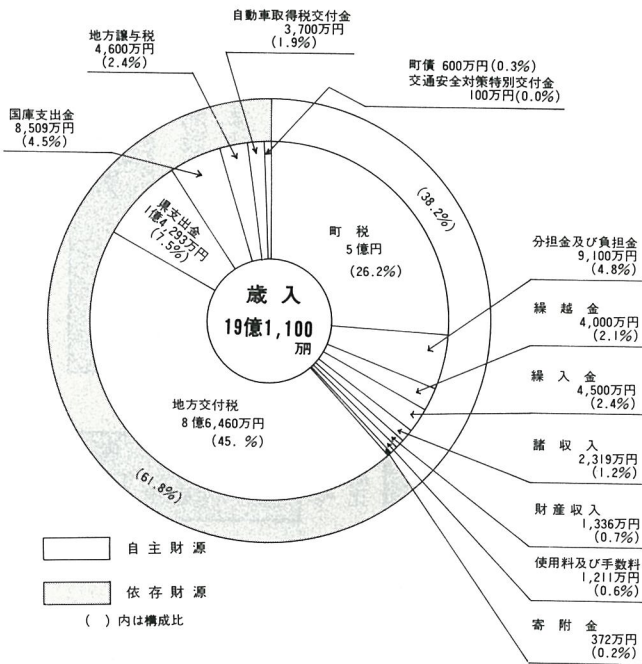 自動車取得税交付金
3,700万円
(1.9%)
地方譲与税
4,600万円
(2.4%)
町債 600万円(0.3%)
交通安全対策特別交付金
100万円(0.0%)
国庫支出金
8,509万円
(4.5%)
県支出金
1億4,293万円
(7.5%)
町税
5億円
(26.2%)
(38.2%)
分担金及び負担金
9,100万円
(4.8%)
繰越金
4,000万円
(2.1%)
繰入金
4,500万円
(2.4%)
諸収入
2,319万円
(1.2%)
財産収入
1,336万円
(0.7%)
使用料及び手数料
1,211万円
(0.6%)
寄附金
372万円
(0.2%)
歳入
19億1,100
万円
地方交付税
8億6,460万円
(45. %)
(61.8%)
自主財源
依存財源
( )内は構成比